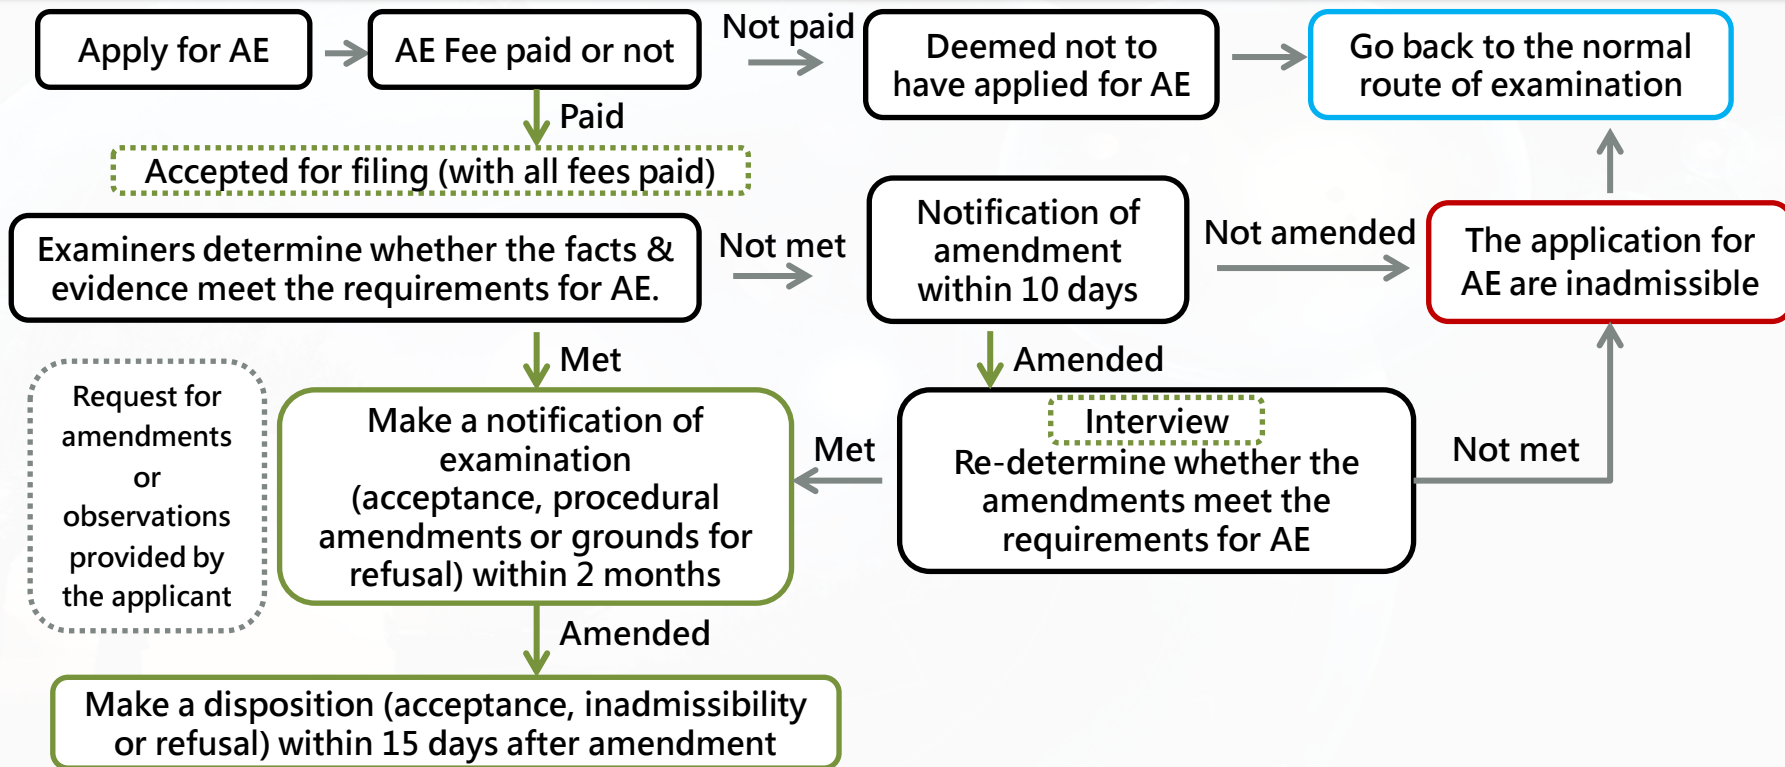 Apply for AE
AE Fee paid or not
Not paid
Deemed not to
have applied for AE
Go back to the normal
route of examination
Paid
Accepted for filing (with all fees paid)
Examiners determine whether the facts &
evidence meet the requirements for AE.
Not met
Notification of
amendment
within 10 days
Not amended
The application for
AE are inadmissible
Met
Amended
Request for
amendments
or
observations
provided by
the applicant
Make a notification of
examination
(acceptance, procedural
amendments or grounds for
refusal) within 2 months
Met
Interview
Re-determine whether the
amendments meet the
requirements for AE
Not met
Amended
Make a disposition (acceptance, inadmissibility
or refusal) within 15 days after amendment